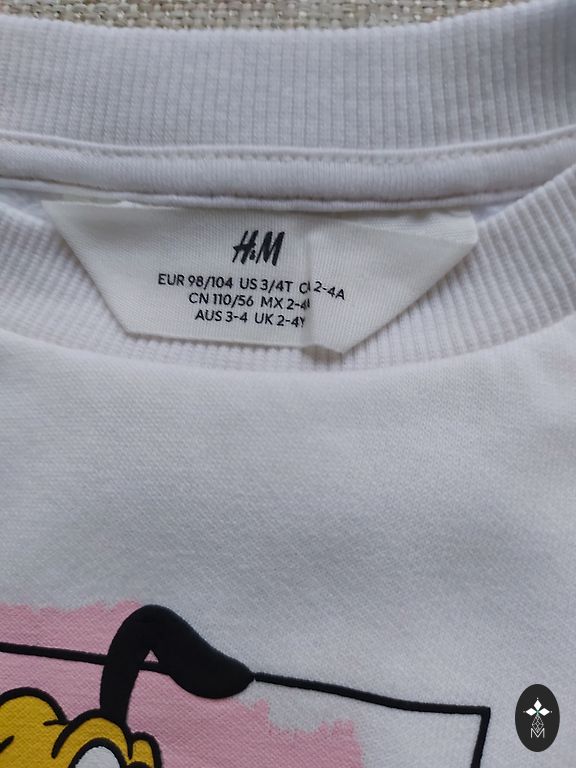 H&M
EUR 98/104 US 3/4T 2-4A
CN 110/56 MX 2-4
AUS 3-4 UK 2-4Y
M